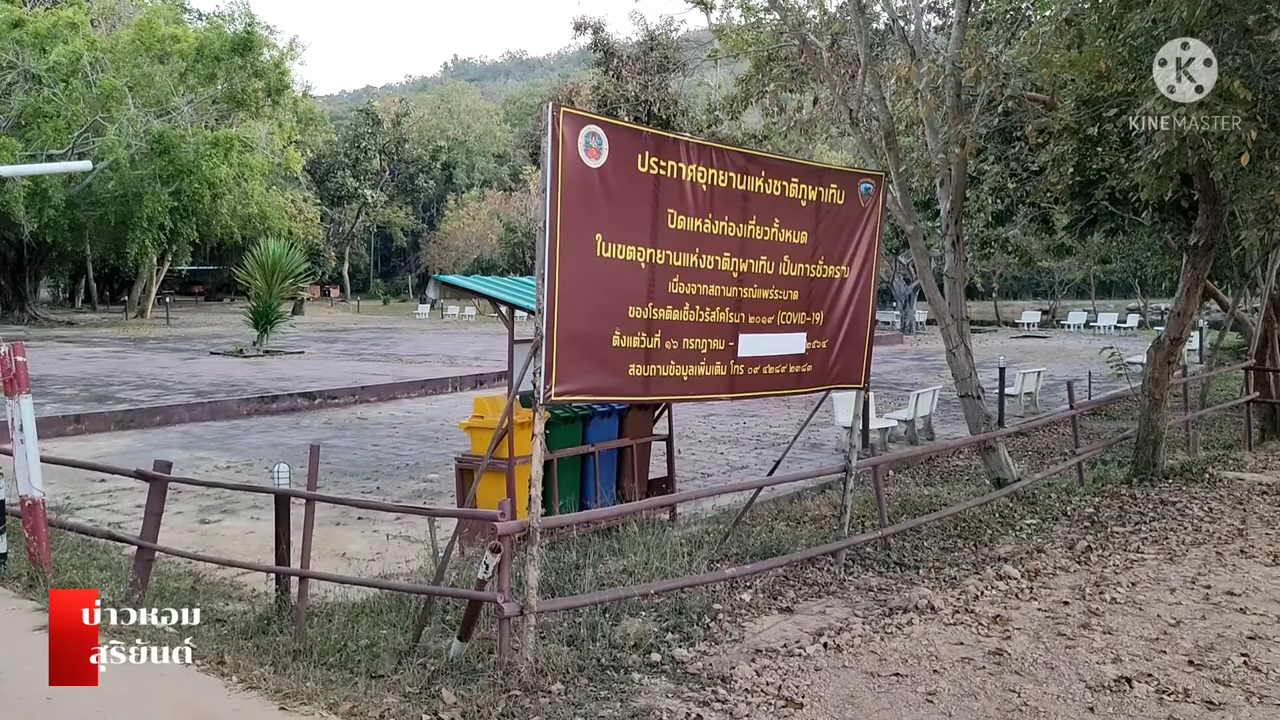 K
KINEMASTER
ประกาศอุทยานแห่งชาติภูผาเทิบ
ปิดแหล่งท่องเที่ยวทั้งหมด
ในเขตอุทยานแห่งชาติภูผาเทิบ เป็นการชั่วคราว
เนื่องจากสถานการณ์แพร่ระบาด
ของโรคติดเชื้อไวรัสโคโรนา ๒๐๑๙ (COVID-19)
ตั้งแต่วันที่ ๑๖ กรกฎาคม - ๒๕๖๔
สอบถามข้อมูลเพิ่มเติม โทร ๐๙ ๔๒๘๙ ๒๓๘๓
บ่าวหอม
สุริยันต์